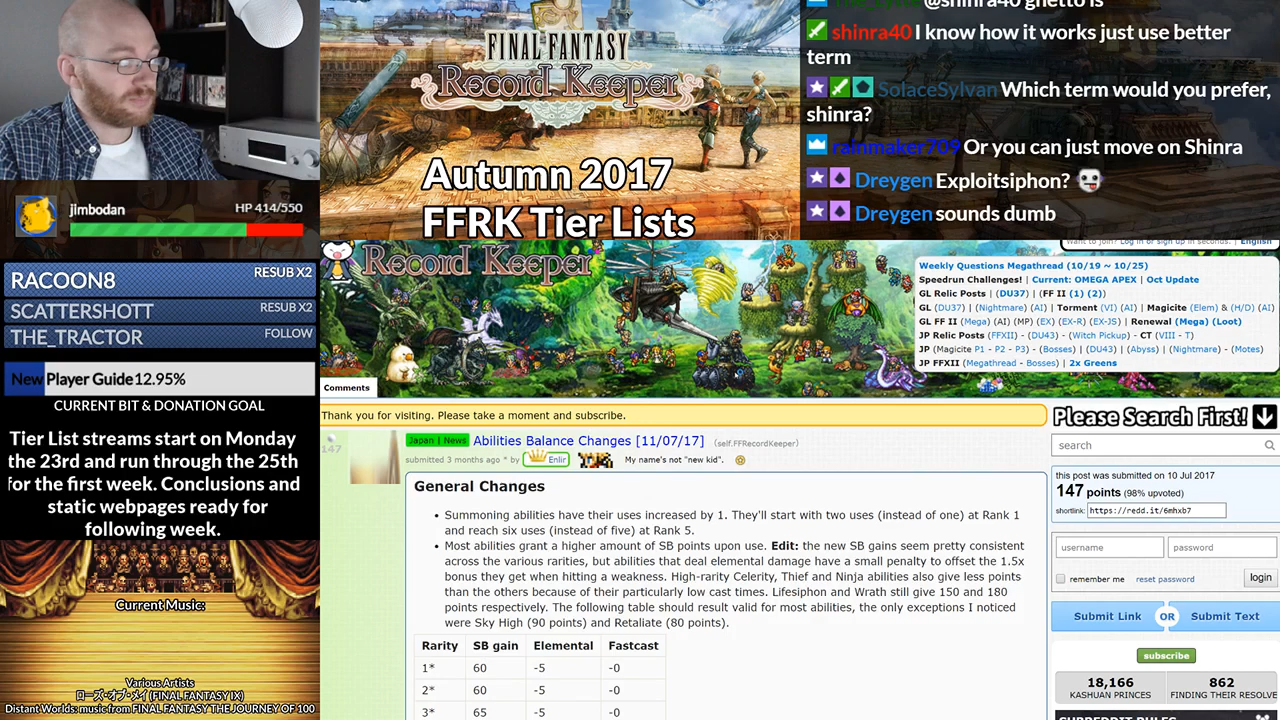 FINAL FANTASY
Record Keeper
Autumn 2017
FFRK Tier Lists
@shinra40 ghetto is
shinra40 I know how it works just use better
term
SolaceSylvan Which term would you prefer,
shinra?
rainmaker709 Or you can just move on Shinra
Dreygen Exploitsiphon?
Dreygen sounds dumb
jimbodan HP 414/550
RACOON8 RESUB X2
SCATTERSHOTT RESUB X2
THE_TRACTOR FOLLOW
New Player Guide 12.95%
CURRENT BIT & DONATION GOAL
Tier List streams start on Monday
the 23rd and run through the 25th
for the first week. Conclusions and
static webpages ready for
following week.
Current Music:
Various Artists
ローズ・オブ・メイ (FINAL FANTASY IX)
Distant Worlds: music from FINAL FANTASY THE JOURNEY OF 100
Record Keeper
Want to join? Log in or sign up in seconds. | English
Weekly Questions Megathread (10/19 ~ 10/25)
Speedrun Challenges! | Current: OMEGA APEX | Oct Update
GL Relic Posts | (DU37) | (FF II (1) (2))
GL (DU37) | (Nightmare) (AI) | Torment (VI) (AI) | Magicite (Elem) & (H/D) (AI)
GL FF II (Mega) (AI) (MP) (EX) (EX-R) (EX-JS) | Renewal (Mega) (Loot)
JP Relic Posts (FFXII) - (DU43) - (Witch Pickup) - CT (VIII - T)
JP (Magicite P1 - P2 - P3) - (Bosses) | (DU43) | (Abyss) | (Nightmare) - (Motes)
JP FFXII (Megathread - Bosses) | 2x Greens
Comments
Thank you for visiting. Please take a moment and subscribe.
147
Japan | News Abilities Balance Changes [11/07/17] (self.FFRecordKeeper)
submitted 3 months ago * by Enlir My name's not "new kid".
General Changes
• Summoning abilities have their uses increased by 1. They'll start with two uses (instead of one) at Rank 1
and reach six uses (instead of five) at Rank 5.
• Most abilities grant a higher amount of SB points upon use. Edit: the new SB gains seem pretty consistent
across the various rarities, but abilities that deal elemental damage have a small penalty to offset the 1.5x
bonus they get when hitting a weakness. High-rarity Celerity, Thief and Ninja abilities also give less points
than the others because of their particularly low cast times. Lifesiphon and Wrath still give 150 and 180
points respectively. The following table should result valid for most abilities, the only exceptions I noticed
were Sky High (90 points) and Retaliate (80 points).
Rarity SB gain Elemental Fastcast
1* 60 -5 -0
2* 60 -5 -0
3* 65 -5 -0
Please Search First!
search
this post was submitted on 10 Jul 2017
147 points (98% upvoted)
shortlink: https://redd.it/6mhxb7
username password
remember me reset password login
Submit Link OR Submit Text
subscribe
18,166 862
KASHUAN PRINCES FINDING THEIR RESOLVE
SUBREDDIT RULES